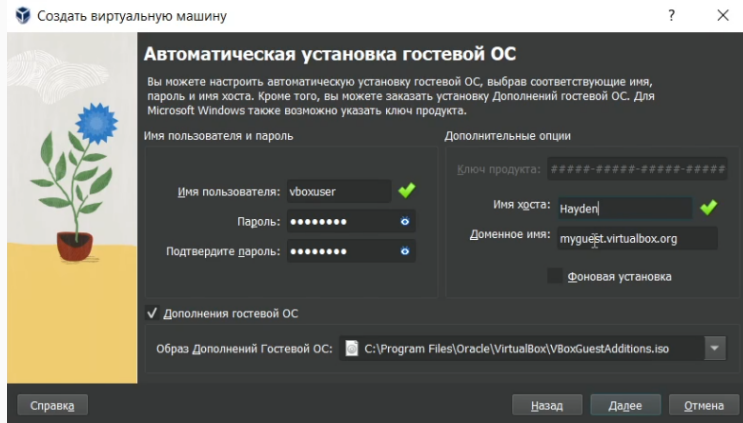 Создать виртуальную машину
Автоматическая установка гостевой ОС
Вы можете настроить автоматическую установку гостевой ОС, выбрав соответствующие имя,
пароль и имя хоста. Кроме того, вы можете заказать установку Дополнений гостевой ОС. Для
Microsoft Windows также возможно указать ключ продукта.
Имя пользователя и пароль
Имя пользователя: vboxuser
Пароль: ●●●●●●●●
Подтвердите пароль: ●●●●●●●●
Дополнительные опции
Ключ продукта: #####-#####-#####-#####
Имя хоста: Hayden
Доменное имя: myguest.virtualbox.org
Фоновая установка
Дополнения гостевой ОС
Образ Дополнений Гостевой ОС: C:\Program Files\Oracle\VirtualBox\VBoxGuestAdditions.iso
Справка Назад Далее Отмена